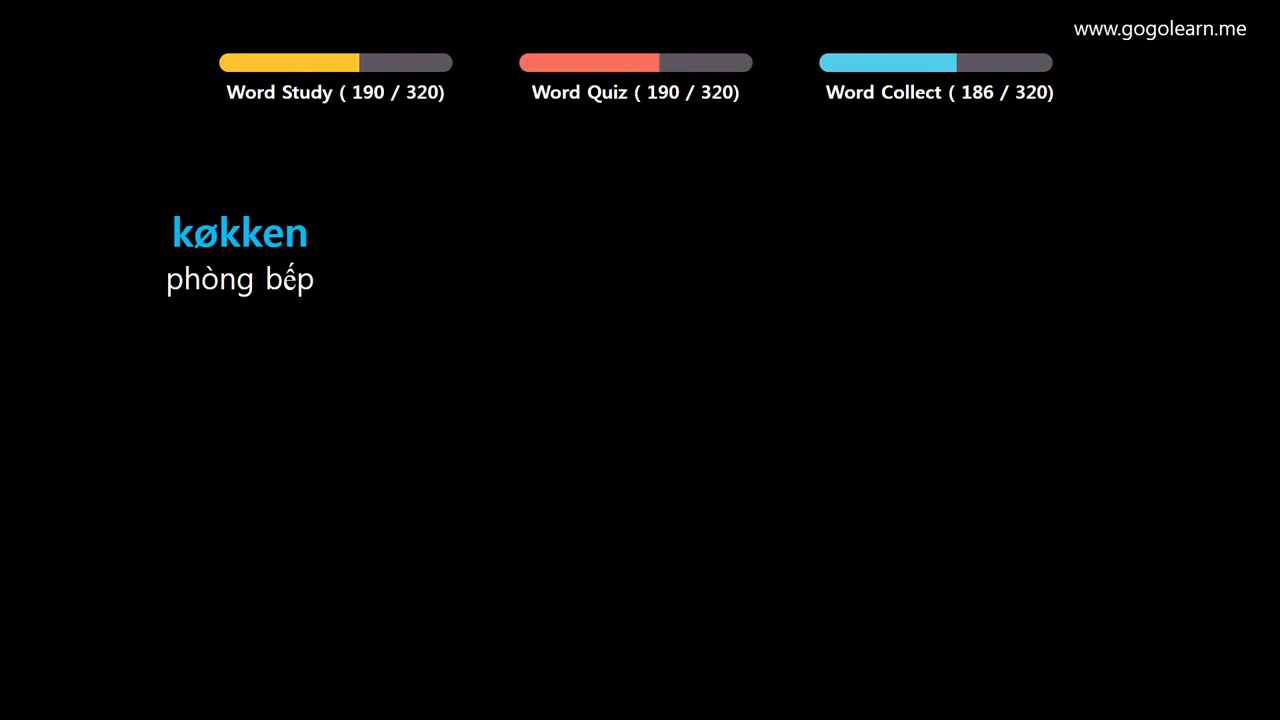 www.gogolearn.me
Word Study ( 190 / 320)
Word Quiz ( 190 / 320)
Word Collect ( 186 / 320)
køkken
phòng bếp